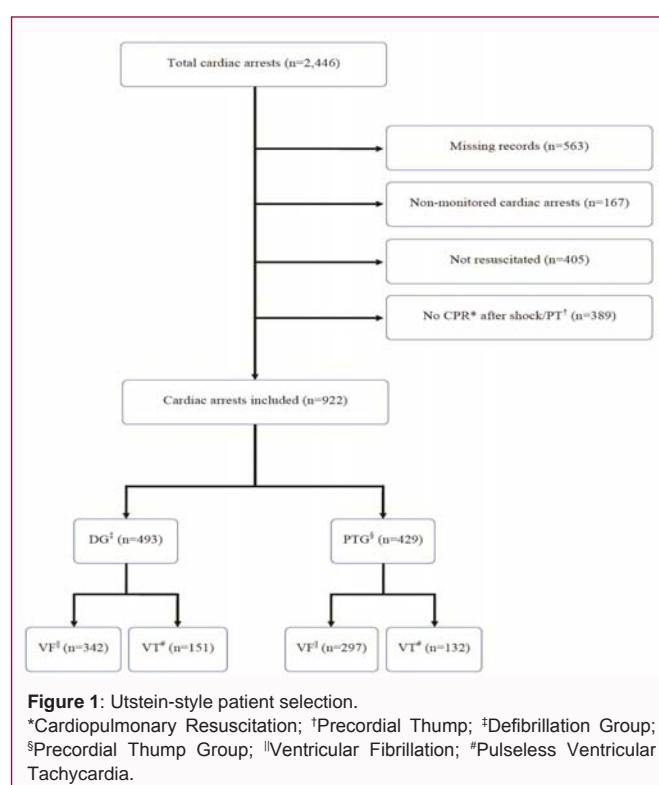 Total cardiac arrests (n=2,446)
Missing records (n=563)
Non-monitored cardiac arrests (n=167)
Not resuscitated (n=405)
No CPR* after shock/PT† (n=389)
Cardiac arrests included (n=922)
DG‡ (n=493)
PTG§ (n=429)
VF‖ (n=342)
VT# (n=151)
VF‖ (n=297)
VT# (n=132)
Figure 1: Utstein-style patient selection.
*Cardiopulmonary Resuscitation; †Precordial Thump; ‡Defibrillation Group;
§Precordial Thump Group; ‖Ventricular Fibrillation; #Pulseless Ventricular
Tachycardia.